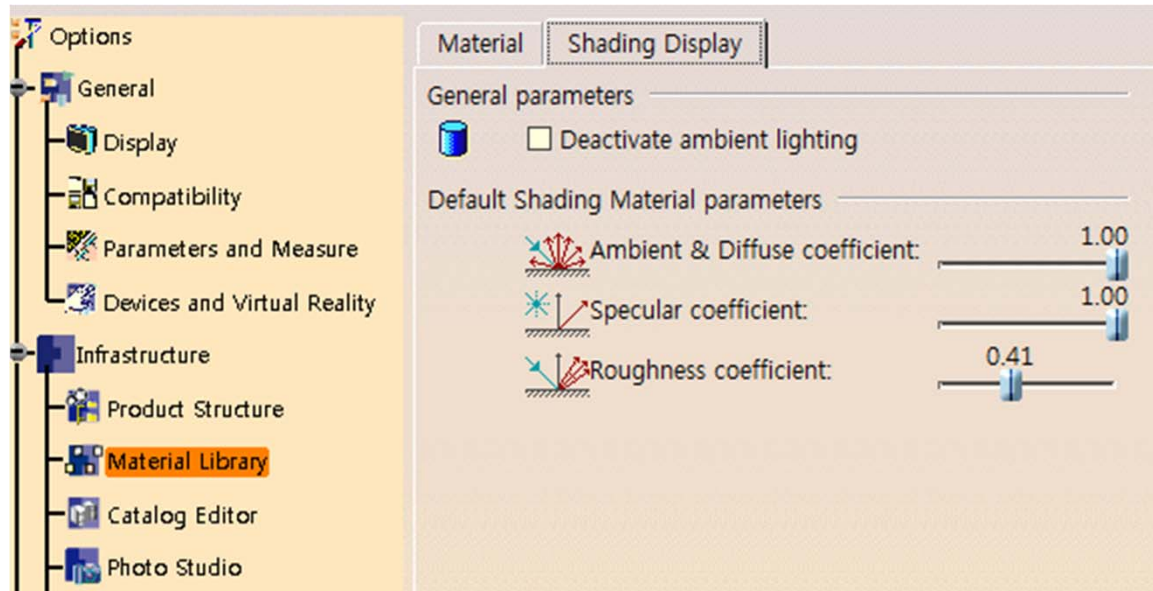 Options
General
Display
Compatibility
Parameters and Measure
Devices and Virtual Reality
Infrastructure
Product Structure
Material Library
Catalog Editor
Photo Studio
Material
Shading Display
General parameters
Deactivate ambient lighting
Default Shading Material parameters
Ambient & Diffuse coefficient: 1.00
Specular coefficient: 1.00
Roughness coefficient: 0.41